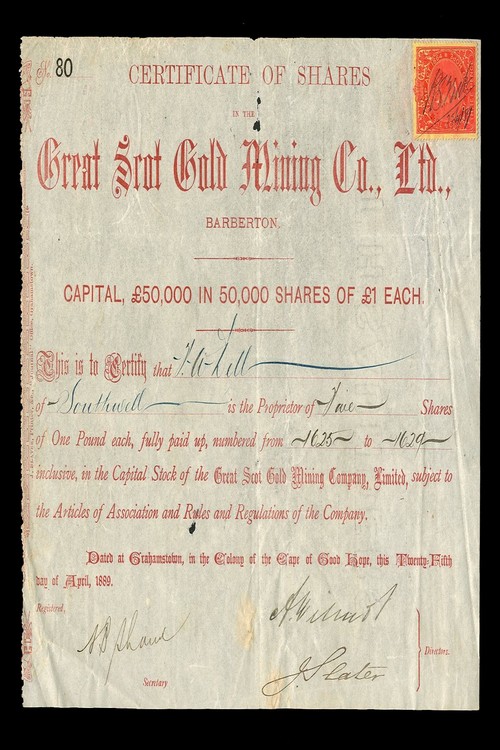 No. 80
CERTIFICATE OF SHARES
IN THE
Great Scot Gold Mining Co., Ltd.,
BARBERTON.
CAPITAL, £50,000 IN 50,000 SHARES OF £1 EACH.
This is to Certify that
of Southwell is the Proprietor of Five Shares
of One Pound each, fully paid up, numbered from 1625 to 1629
inclusive, in the Capital Stock of the Great Scot Gold Mining Company, Limited, subject to
the Articles of Association and Rules and Regulations of the Company.
Dated at Grahamstown, in the Colony of the Cape of Good Hope, this Twenty-Fifth
day of April, 1889.
Registered,
A. Wilmot
J. Slater
Directors.
Secretary